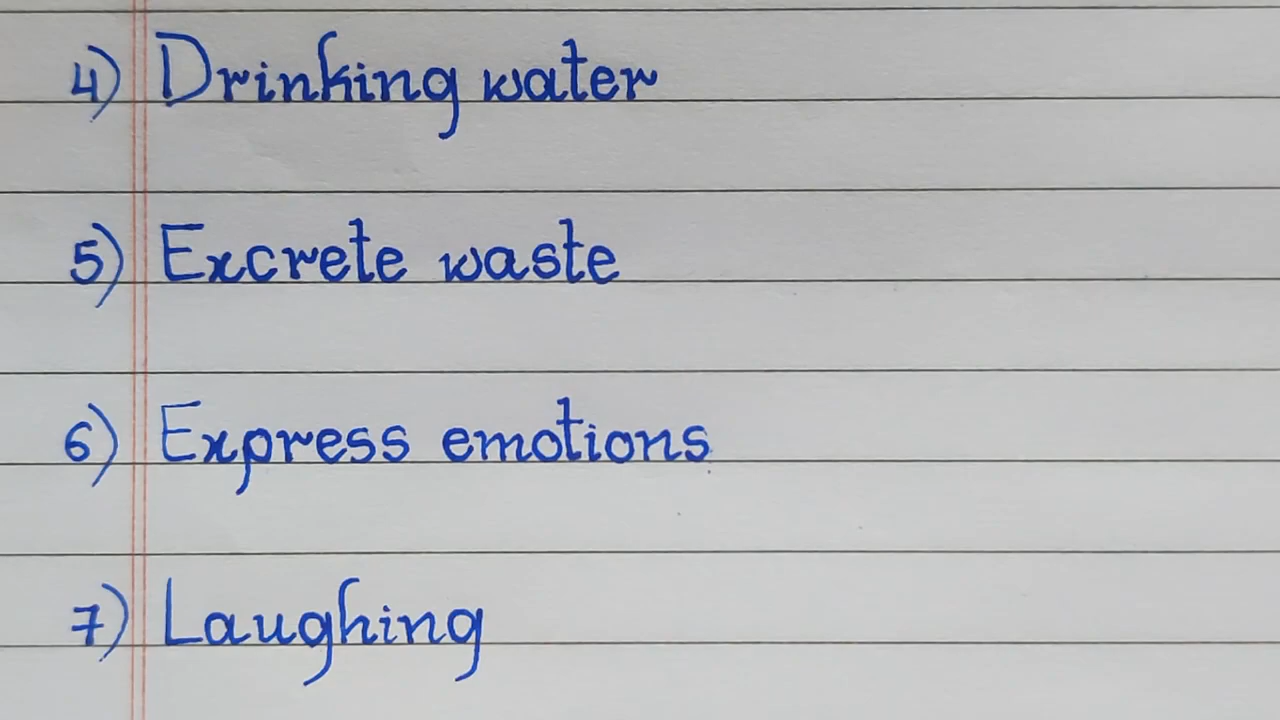 4) Drinking water
5) Excrete waste
6) Express emotions
7) Laughing